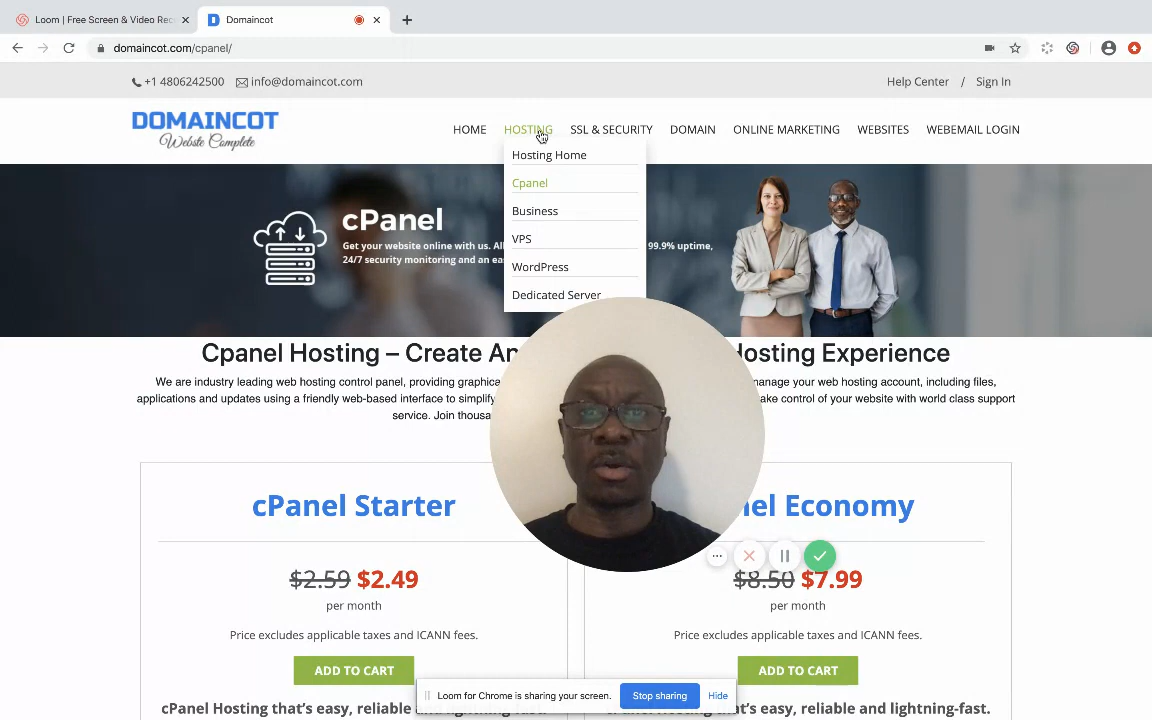 Loom | Free Screen & Video Rec
Domaincot
domaincot.com/cpanel/
+1 4806242500
info@domaincot.com
Help Center / Sign In
DOMAINCOT
Webste Complete
HOME
HOSTING
SSL & SECURITY
DOMAIN
ONLINE MARKETING
WEBSITES
WEBEMAIL LOGIN
Hosting Home
Cpanel
Business
VPS
WordPress
Dedicated Server
cPanel
Get your website online with us. All 99.9% uptime,
24/7 security monitoring and an ea
Cpanel Hosting – Create An Hosting Experience
We are industry leading web hosting control panel, providing graphica manage your web hosting account, including files,
applications and updates using a friendly web-based interface to simplify ake control of your website with world class support
service. Join thousa
cPanel Starter
$2.59 $2.49
per month
Price excludes applicable taxes and ICANN fees.
ADD TO CART
cPanel Hosting that's easy, reliable
nel Economy
$8.50 $7.99
per month
Price excludes applicable taxes and ICANN fees.
ADD TO CART
Hosting that's easy, reliable and lightning-fast.
Loom for Chrome is sharing your screen.
Stop sharing
Hide